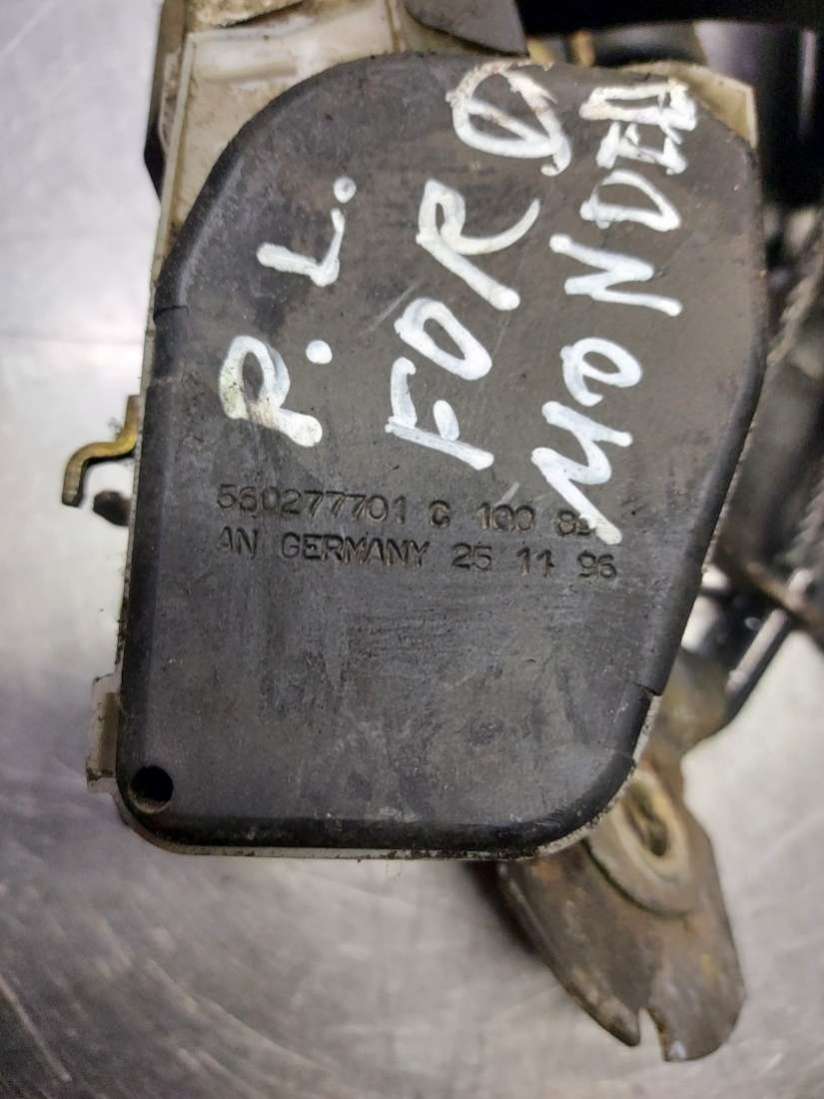 P. L.
FORD
MONDEO
560277701 C 100
AN GERMANY 25 11 96